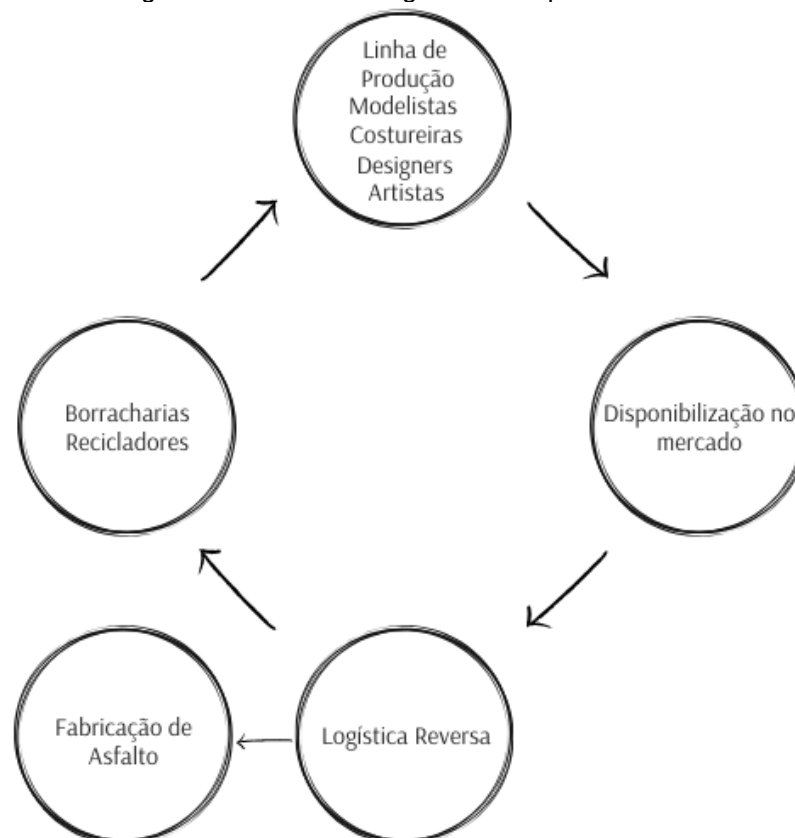 Linha de
Produção
Modelistas
Costureiras
Designers
Artistas
Borracharias
Recicladores
Disponibilização no
mercado
Fabricação de
Asfalto
Logística Reversa